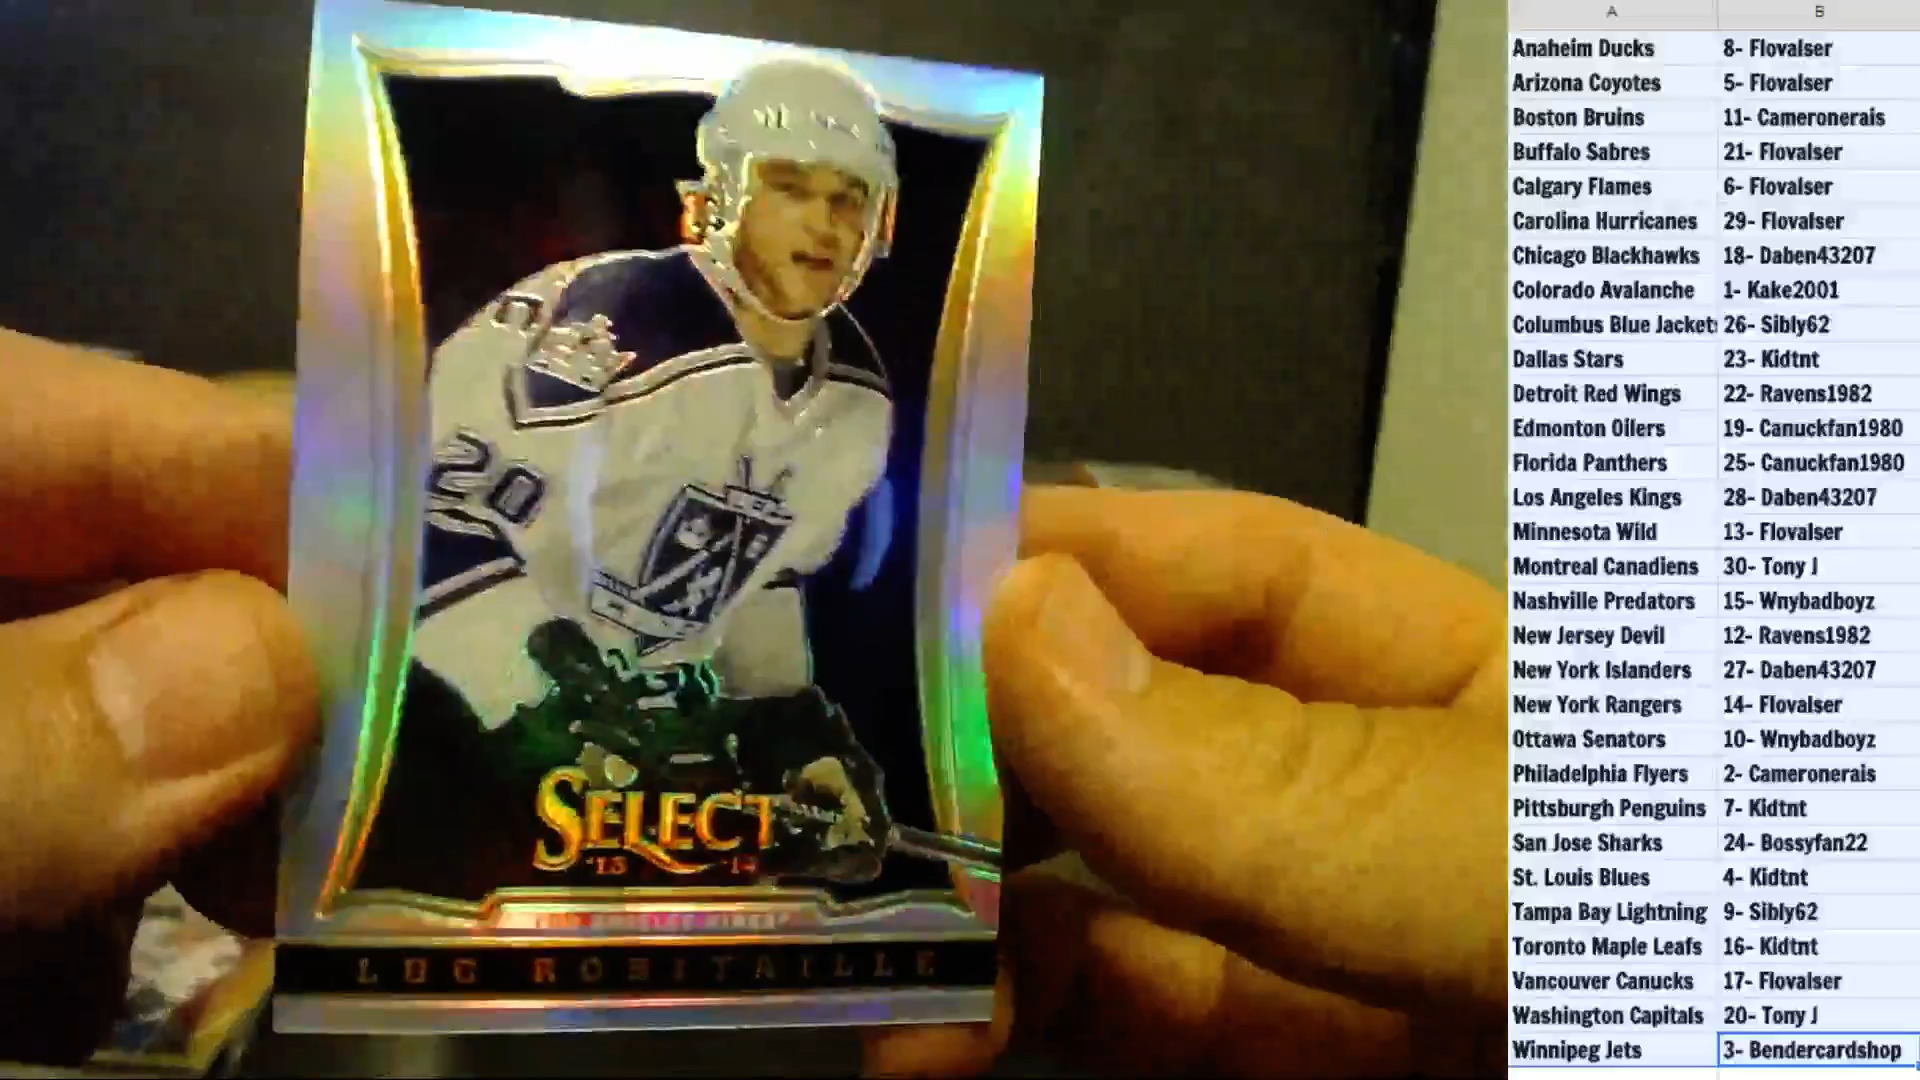 20
SELECT
'13 '14
LOS ANGELES KINGS
LUC ROBITAILLE
A B
Anaheim Ducks 8- Flovalser
Arizona Coyotes 5- Flovalser
Boston Bruins 11- Cameronerais
Buffalo Sabres 21- Flovalser
Calgary Flames 6- Flovalser
Carolina Hurricanes 29- Flovalser
Chicago Blackhawks 18- Daben43207
Colorado Avalanche 1- Kake2001
Columbus Blue Jackets 26- Sibly62
Dallas Stars 23- Kidtnt
Detroit Red Wings 22- Ravens1982
Edmonton Oilers 19- Canuckfan1980
Florida Panthers 25- Canuckfan1980
Los Angeles Kings 28- Daben43207
Minnesota Wild 13- Flovalser
Montreal Canadiens 30- Tony J
Nashville Predators 15- Wnybadboyz
New Jersey Devil 12- Ravens1982
New York Islanders 27- Daben43207
New York Rangers 14- Flovalser
Ottawa Senators 10- Wnybadboyz
Philadelphia Flyers 2- Cameronerais
Pittsburgh Penguins 7- Kidtnt
San Jose Sharks 24- Bossyfan22
St. Louis Blues 4- Kidtnt
Tampa Bay Lightning 9- Sibly62
Toronto Maple Leafs 16- Kidtnt
Vancouver Canucks 17- Flovalser
Washington Capitals 20- Tony J
Winnipeg Jets 3- Bendercardshop